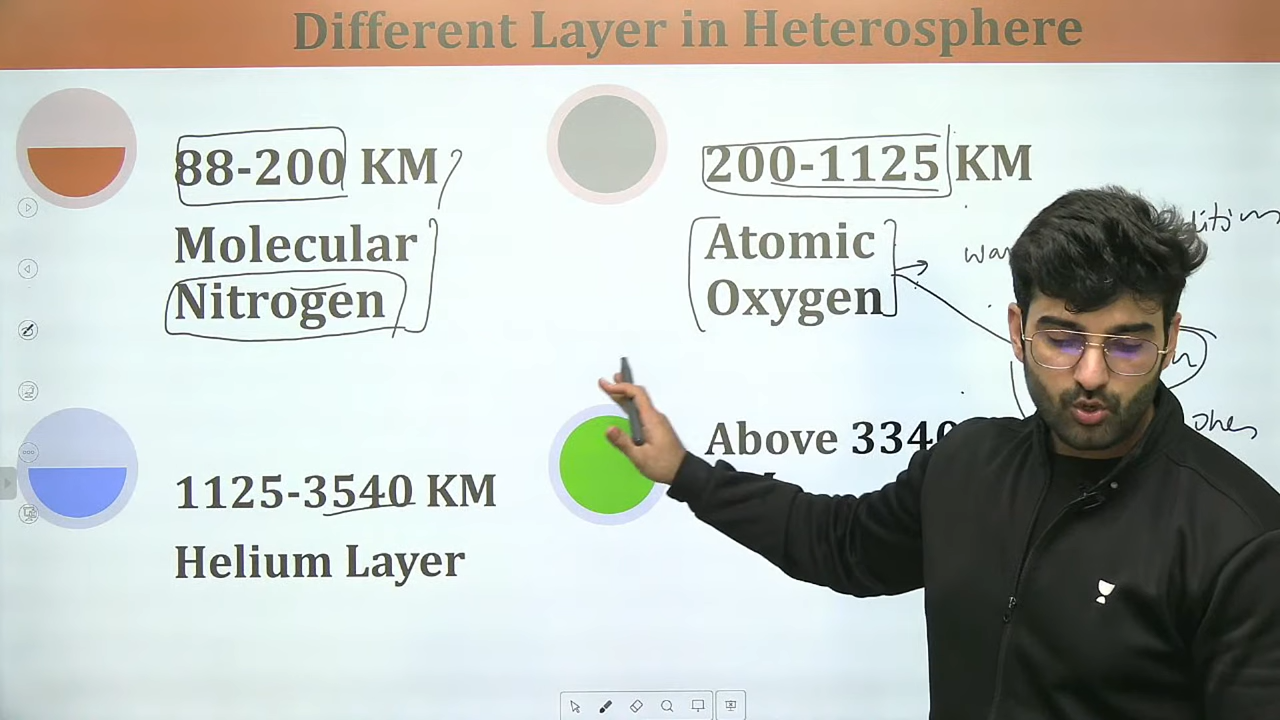 Different Layer in Heterosphere
88-200 KM
Molecular
Nitrogen
200-1125 KM
Atomic
Oxygen
1125-3540 KM
Helium Layer
Above 3340